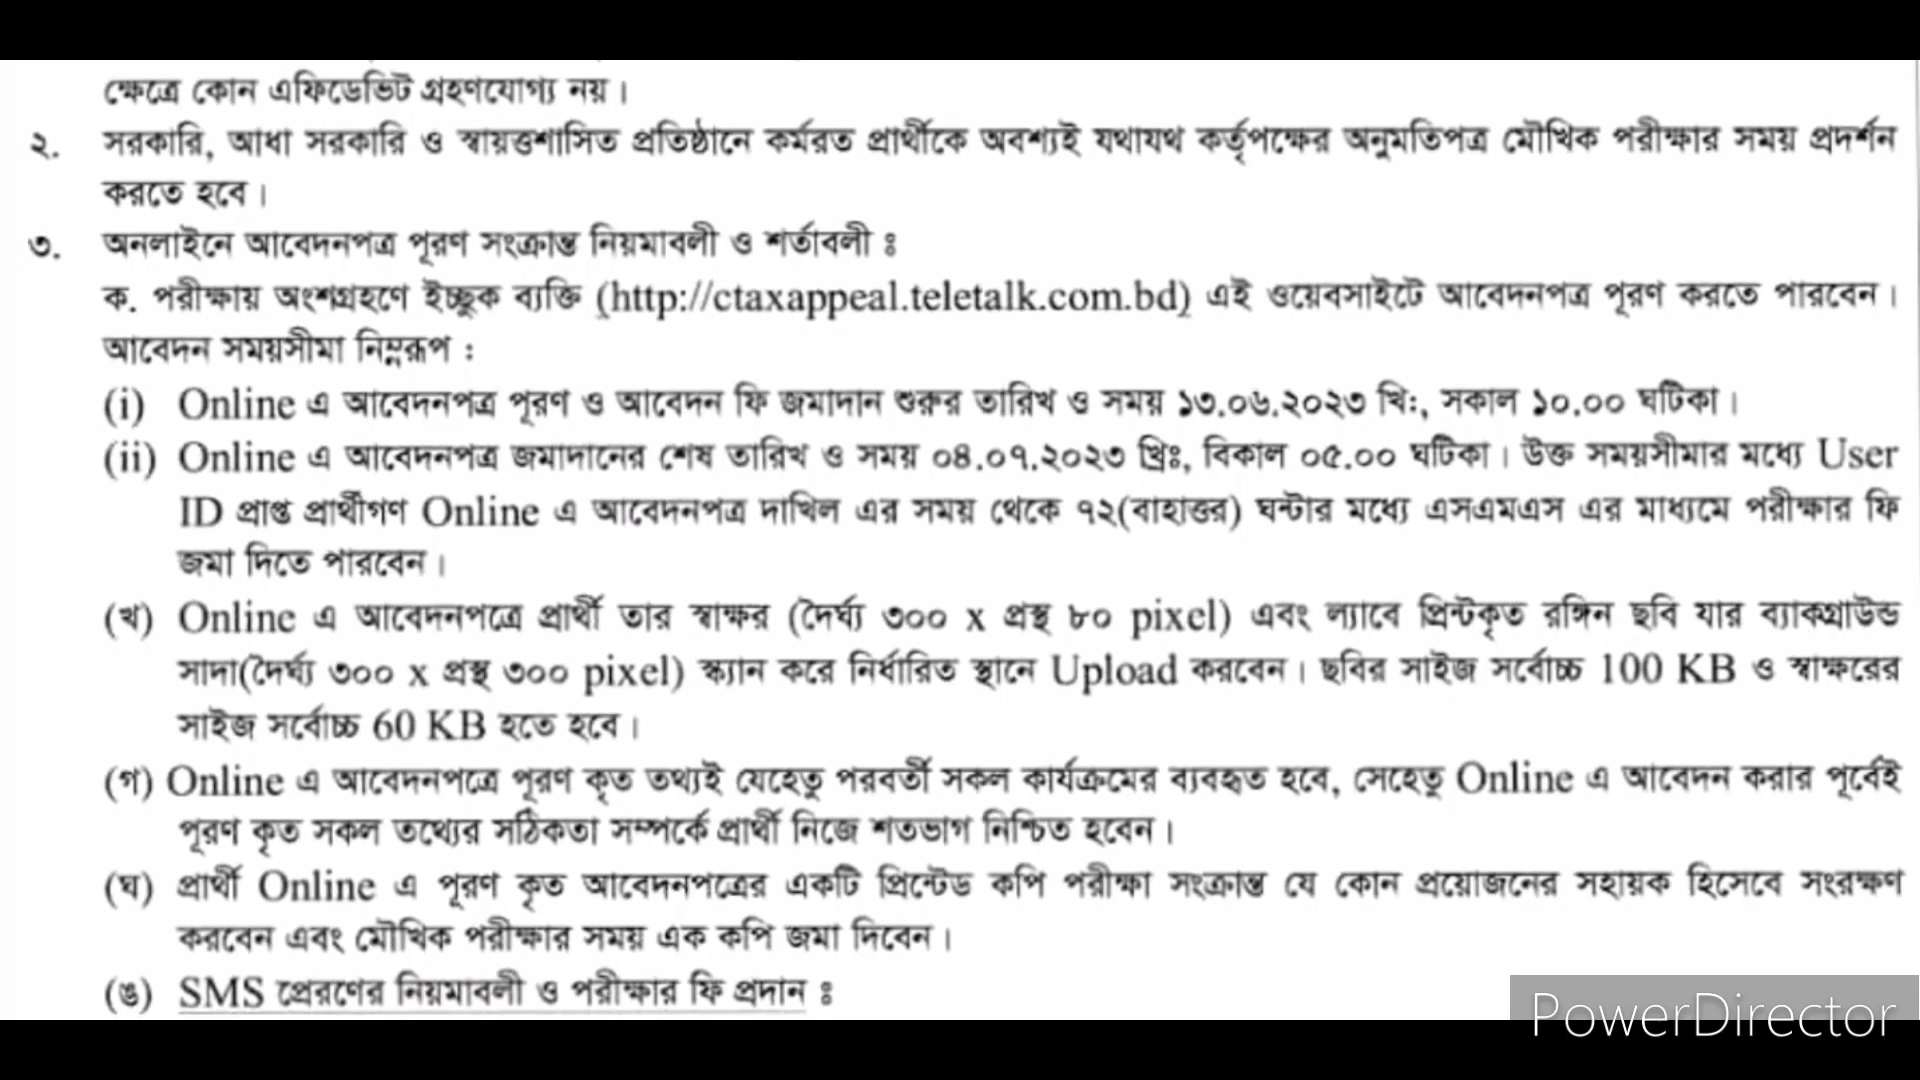 ক্ষেত্রে কোন এফিডেভিট গ্রহণযোগ্য নয়।
২. সরকারি, আধা সরকারি ও স্বায়ত্তশাসিত প্রতিষ্ঠানে কর্মরত প্রার্থীকে অবশ্যই যথাযথ কর্তৃপক্ষের অনুমতিপত্র মৌখিক পরীক্ষার সময় প্রদর্শন
করতে হবে।
৩. অনলাইনে আবেদনপত্র পূরণ সংক্রান্ত নিয়মাবলী ও শর্তাবলী ঃ
ক. পরীক্ষায় অংশগ্রহণে ইচ্ছুক ব্যক্তি (http://ctaxappeal.teletalk.com.bd) এই ওয়েবসাইটে আবেদনপত্র পূরণ করতে পারবেন।
আবেদন সময়সীমা নিম্নরূপ :
(i) Online এ আবেদনপত্র পূরণ ও আবেদন ফি জমাদান শুরুর তারিখ ও সময় ১৩.০৬.২০২৩ খি:, সকাল ১০.০০ ঘটিকা।
(ii) Online এ আবেদনপত্র জমাদানের শেষ তারিখ ও সময় ০৪.০৭.২০২৩ খ্রিঃ, বিকাল ০৫.০০ ঘটিকা। উক্ত সময়সীমার মধ্যে User
ID প্রাপ্ত প্রার্থীগণ Online এ আবেদনপত্র দাখিল এর সময় থেকে ৭২(বাহাত্তর) ঘন্টার মধ্যে এসএমএস এর মাধ্যমে পরীক্ষার ফি
জমা দিতে পারবেন।
(খ) Online এ আবেদনপত্রে প্রার্থী তার স্বাক্ষর (দৈর্ঘ্য ৩০০ x প্রস্থ ৮০ pixel) এবং ল্যাবে প্রিন্টকৃত রঙ্গিন ছবি যার ব্যাকগ্রাউন্ড
সাদা(দৈর্ঘ্য ৩০০ x প্রস্থ ৩০০ pixel) স্ক্যান করে নির্ধারিত স্থানে Upload করবেন। ছবির সাইজ সর্বোচ্চ 100 KB ও স্বাক্ষরের
সাইজ সর্বোচ্চ 60 KB হতে হবে।
(গ) Online এ আবেদনপত্রে পূরণ কৃত তথ্যই যেহেতু পরবর্তী সকল কার্যক্রমের ব্যবহৃত হবে, সেহেতু Online এ আবেদন করার পূর্বেই
পূরণ কৃত সকল তথ্যের সঠিকতা সম্পর্কে প্রার্থী নিজে শতভাগ নিশ্চিত হবেন।
(ঘ) প্রার্থী Online এ পূরণ কৃত আবেদনপত্রের একটি প্রিন্টেড কপি পরীক্ষা সংক্রান্ত যে কোন প্রয়োজনের সহায়ক হিসেবে সংরক্ষণ
করবেন এবং মৌখিক পরীক্ষার সময় এক কপি জমা দিবেন।
(ঙ) SMS প্রেরণের নিয়মাবলী ও পরীক্ষার ফি প্রদান ঃ
PowerDirector